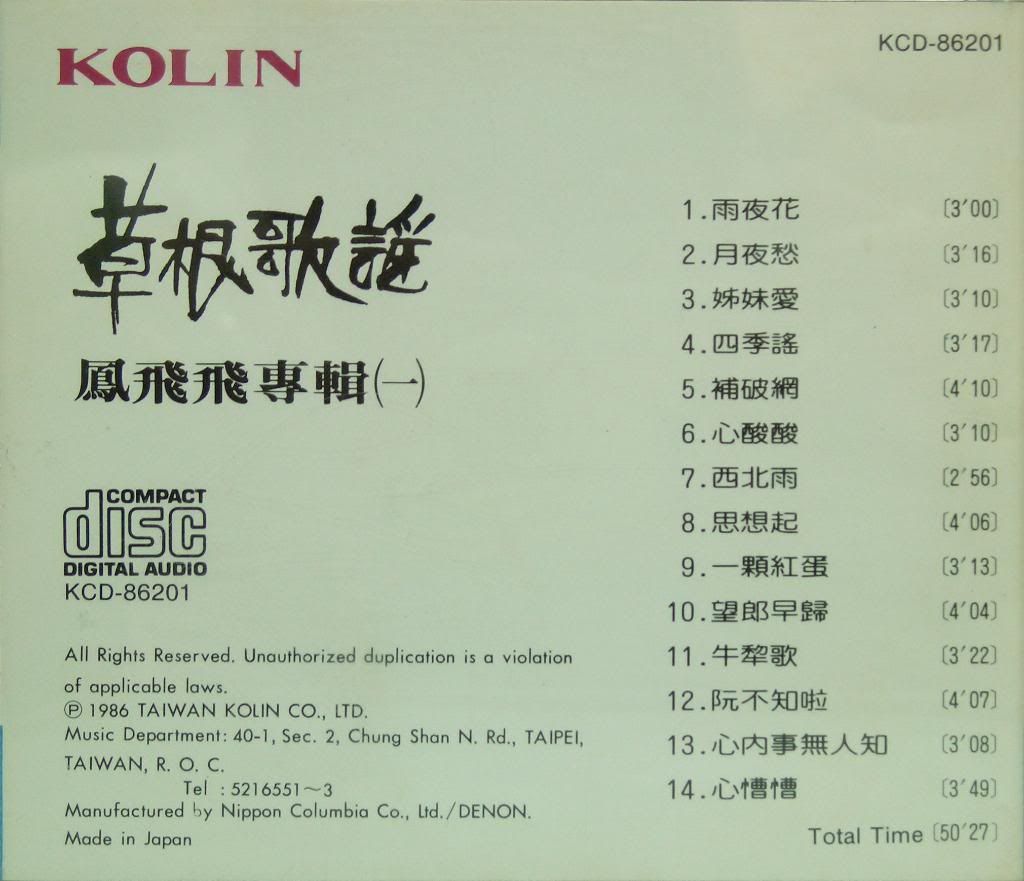 KOLIN
KCD-86201
草根歌謠
鳳飛飛專輯(一)
COMPACT
disc
DIGITAL AUDIO
KCD-86201
All Rights Reserved. Unauthorized duplication is a violation
of applicable laws.
Ⓟ 1986 TAIWAN KOLIN CO., LTD.
Music Department: 40-1, Sec. 2, Chung Shan N. Rd., TAIPEI,
TAIWAN, R. O. C.
Tel : 5216551~3
Manufactured by Nippon Columbia Co., Ltd./DENON.
Made in Japan
1.雨夜花 〔3'00〕
2.月夜愁 〔3'16〕
3.姊妹愛 〔3'10〕
4.四季謠 〔3'17〕
5.補破網 〔4'10〕
6.心酸酸 〔3'10〕
7.西北雨 〔2'56〕
8.思想起 〔4'06〕
9.一顆紅蛋 〔3'13〕
10.望郎早歸 〔4'04〕
11.牛犂歌 〔3'22〕
12.阮不知啦 〔4'07〕
13.心內事無人知 〔3'08〕
14.心慒慒 〔3'49〕
Total Time 〔50'27〕